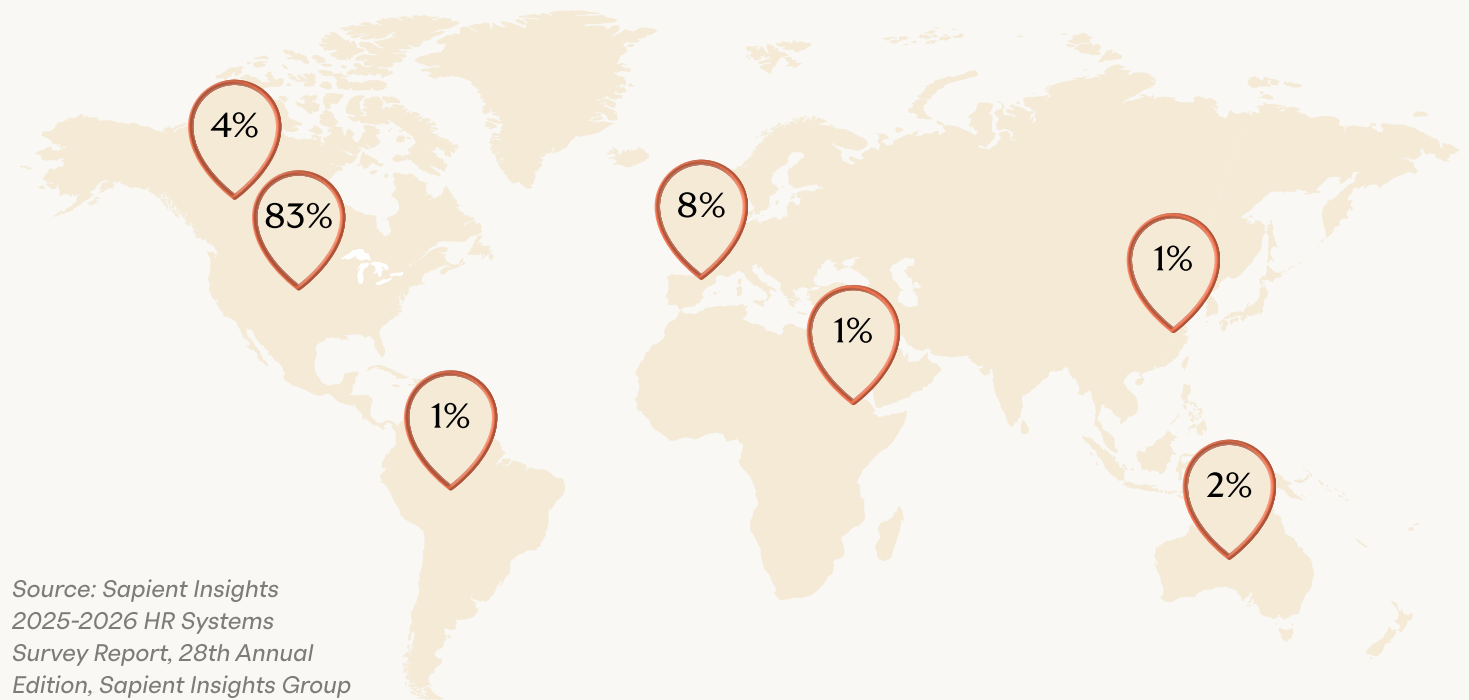 4%
83%
8%
1%
1%
1%
2%
Source: Sapient Insights
2025-2026 HR Systems
Survey Report, 28th Annual
Edition, Sapient Insights Group